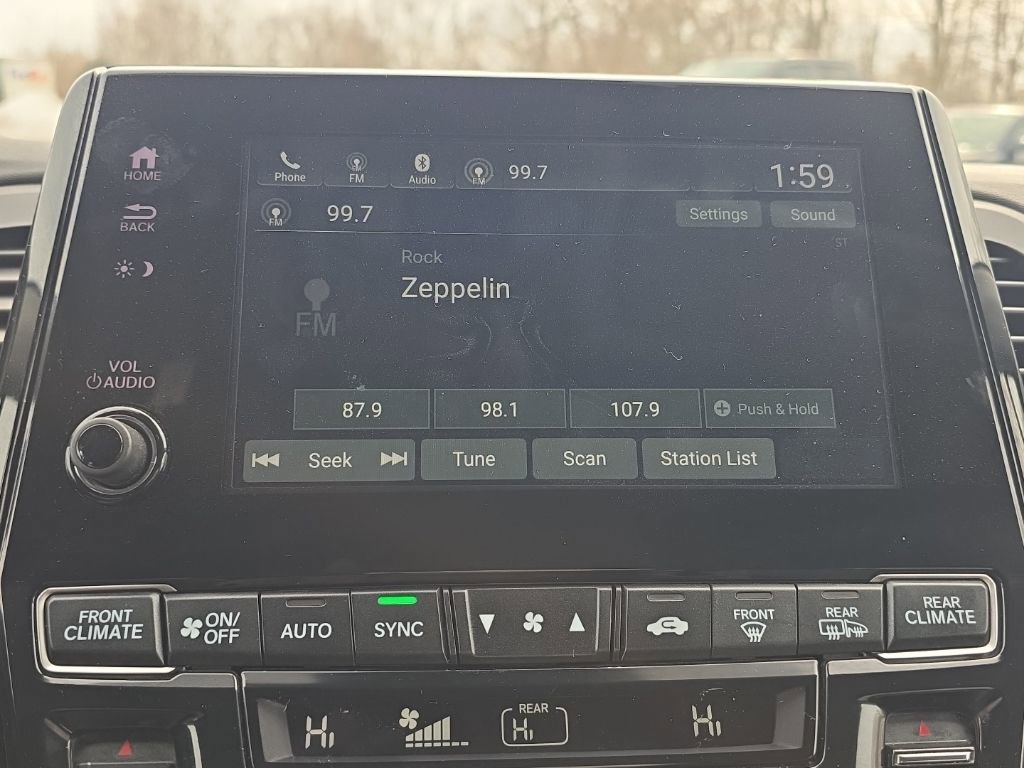 HOME
BACK
VOL
AUDIO
Phone FM Audio FM 99.7 1:59
FM 99.7 Settings Sound
ST
Rock
Zeppelin
FM
87.9 98.1 107.9 Push & Hold
Seek Tune Scan Station List
FRONT CLIMATE
ON/OFF
AUTO
SYNC
FRONT
REAR
REAR CLIMATE
Hi
REAR
Hi
Hi